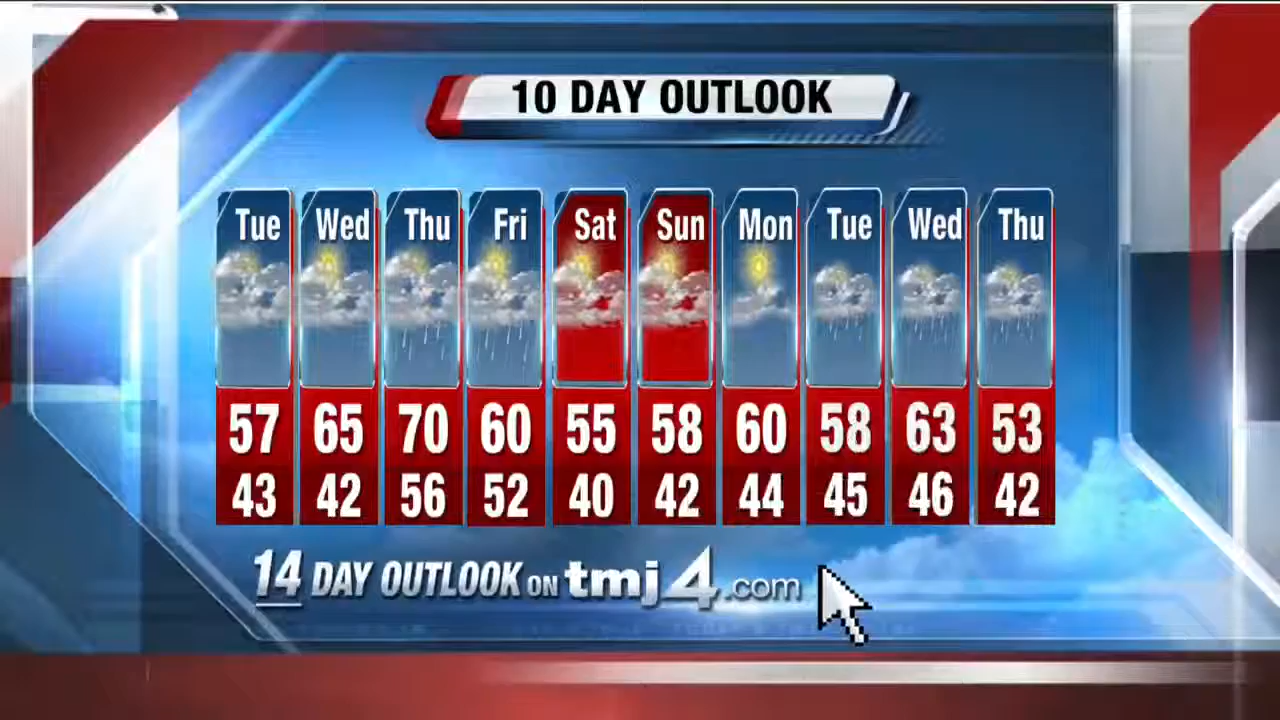 10 DAY OUTLOOK
Tue Wed Thu Fri Sat Sun Mon Tue Wed Thu
57 65 70 60 55 58 60 58 63 53
43 42 56 52 40 42 44 45 46 42
14 DAY OUTLOOK ON tmj4.com